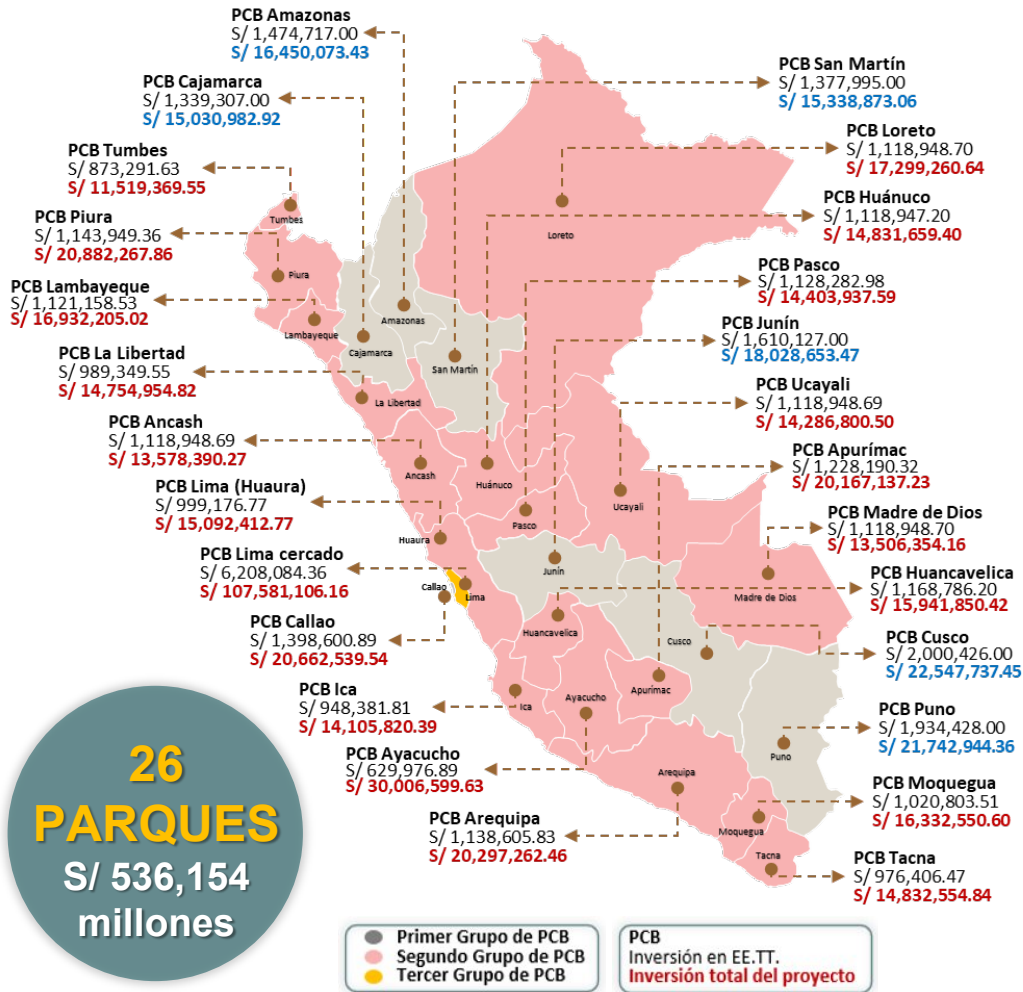 PCB Amazonas
S/ 1,474,717.00
S/ 16,450,073.43
PCB Cajamarca
S/ 1,339,307.00
S/ 15,030,982.92
PCB Tumbes
S/ 873,291.63
S/ 11,519,369.55
PCB Piura
S/ 1,143,949.36
S/ 20,882,267.86
PCB Lambayeque
S/ 1,121,158.53
S/ 16,932,205.02
PCB La Libertad
S/ 989,349.55
S/ 14,754,954.82
PCB Ancash
S/ 1,118,948.69
S/ 13,578,390.27
PCB Lima (Huaura)
S/ 999,176.77
S/ 15,092,412.77
PCB Lima cercado
S/ 6,208,084.36
S/ 107,581,106.16
PCB Callao
S/ 1,398,600.89
S/ 20,662,539.54
PCB Ica
S/ 948,381.81
S/ 14,105,820.39
PCB Ayacucho
S/ 629,976.89
S/ 30,006,599.63
PCB Arequipa
S/ 1,138,605.83
S/ 20,297,262.46
PCB San Martín
S/ 1,377,995.00
S/ 15,338,873.06
PCB Loreto
S/ 1,118,948.70
S/ 17,299,260.64
PCB Huánuco
S/ 1,118,947.20
S/ 14,831,659.40
PCB Pasco
S/ 1,128,282.98
S/ 14,403,937.59
PCB Junín
S/ 1,610,127.00
S/ 18,028,653.47
PCB Ucayali
S/ 1,118,948.69
S/ 14,286,800.50
PCB Apurímac
S/ 1,228,190.32
S/ 20,167,137.23
PCB Madre de Dios
S/ 1,118,948.70
S/ 13,506,354.16
PCB Huancavelica
S/ 1,168,786.20
S/ 15,941,850.42
PCB Cusco
S/ 2,000,426.00
S/ 22,547,737.45
PCB Puno
S/ 1,934,428.00
S/ 21,742,944.36
PCB Moquegua
S/ 1,020,803.51
S/ 16,332,550.60
PCB Tacna
S/ 976,406.47
S/ 14,832,554.84
Tumbes
Piura
Lambayeque
Amazonas
Cajamarca
San Martín
Loreto
La Libertad
Ancash
Huánuco
Pasco
Ucayali
Huaura
Junín
Callao
Lima
Huancavelica
Madre de Dios
Cusco
Ica
Ayacucho
Apurímac
Puno
Arequipa
Moquegua
Tacna
26
PARQUES
S/ 536,154
millones
Primer Grupo de PCB
Segundo Grupo de PCB
Tercer Grupo de PCB
PCB
Inversión en EE.TT.
Inversión total del proyecto